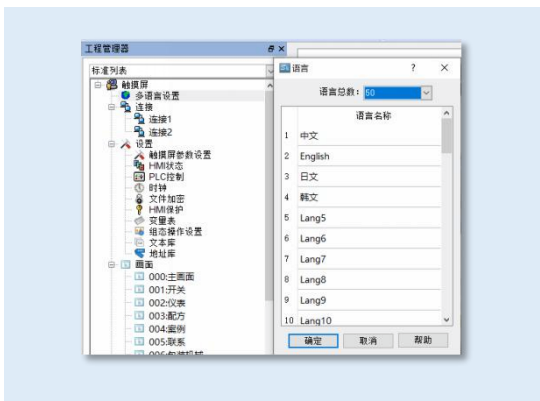 工程管理器
标准列表
触摸屏
多语言设置
连接
连接1
连接2
设置
触摸屏参数设置
HMI状态
PLC控制
时钟
文件加密
HMI保护
变量表
组态操作设置
文本库
地址库
画面
000:主画面
001:开关
002:仪表
003:配方
004:案例
005:联系
语言
?
语言总数: 50
语言名称
1 中文
2 English
3 日文
4 韩文
5 Lang5
6 Lang6
7 Lang7
8 Lang8
9 Lang9
10 Lang10
确定 取消 帮助